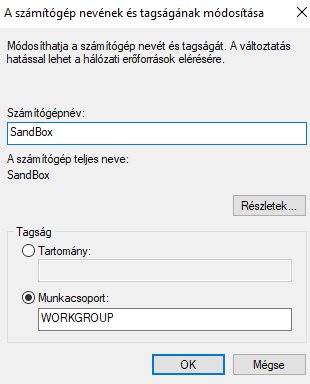 A számítógép nevének és tagságának módosítása
Módosíthatja a számítógép nevét és tagságát. A változtatás
hatással lehet a hálózati erőforrások elérésére.
Számítógépnév:
SandBox
A számítógép teljes neve:
SandBox
Részletek...
Tagság
Tartomány:
Munkacsoport:
WORKGROUP
OK
Mégse